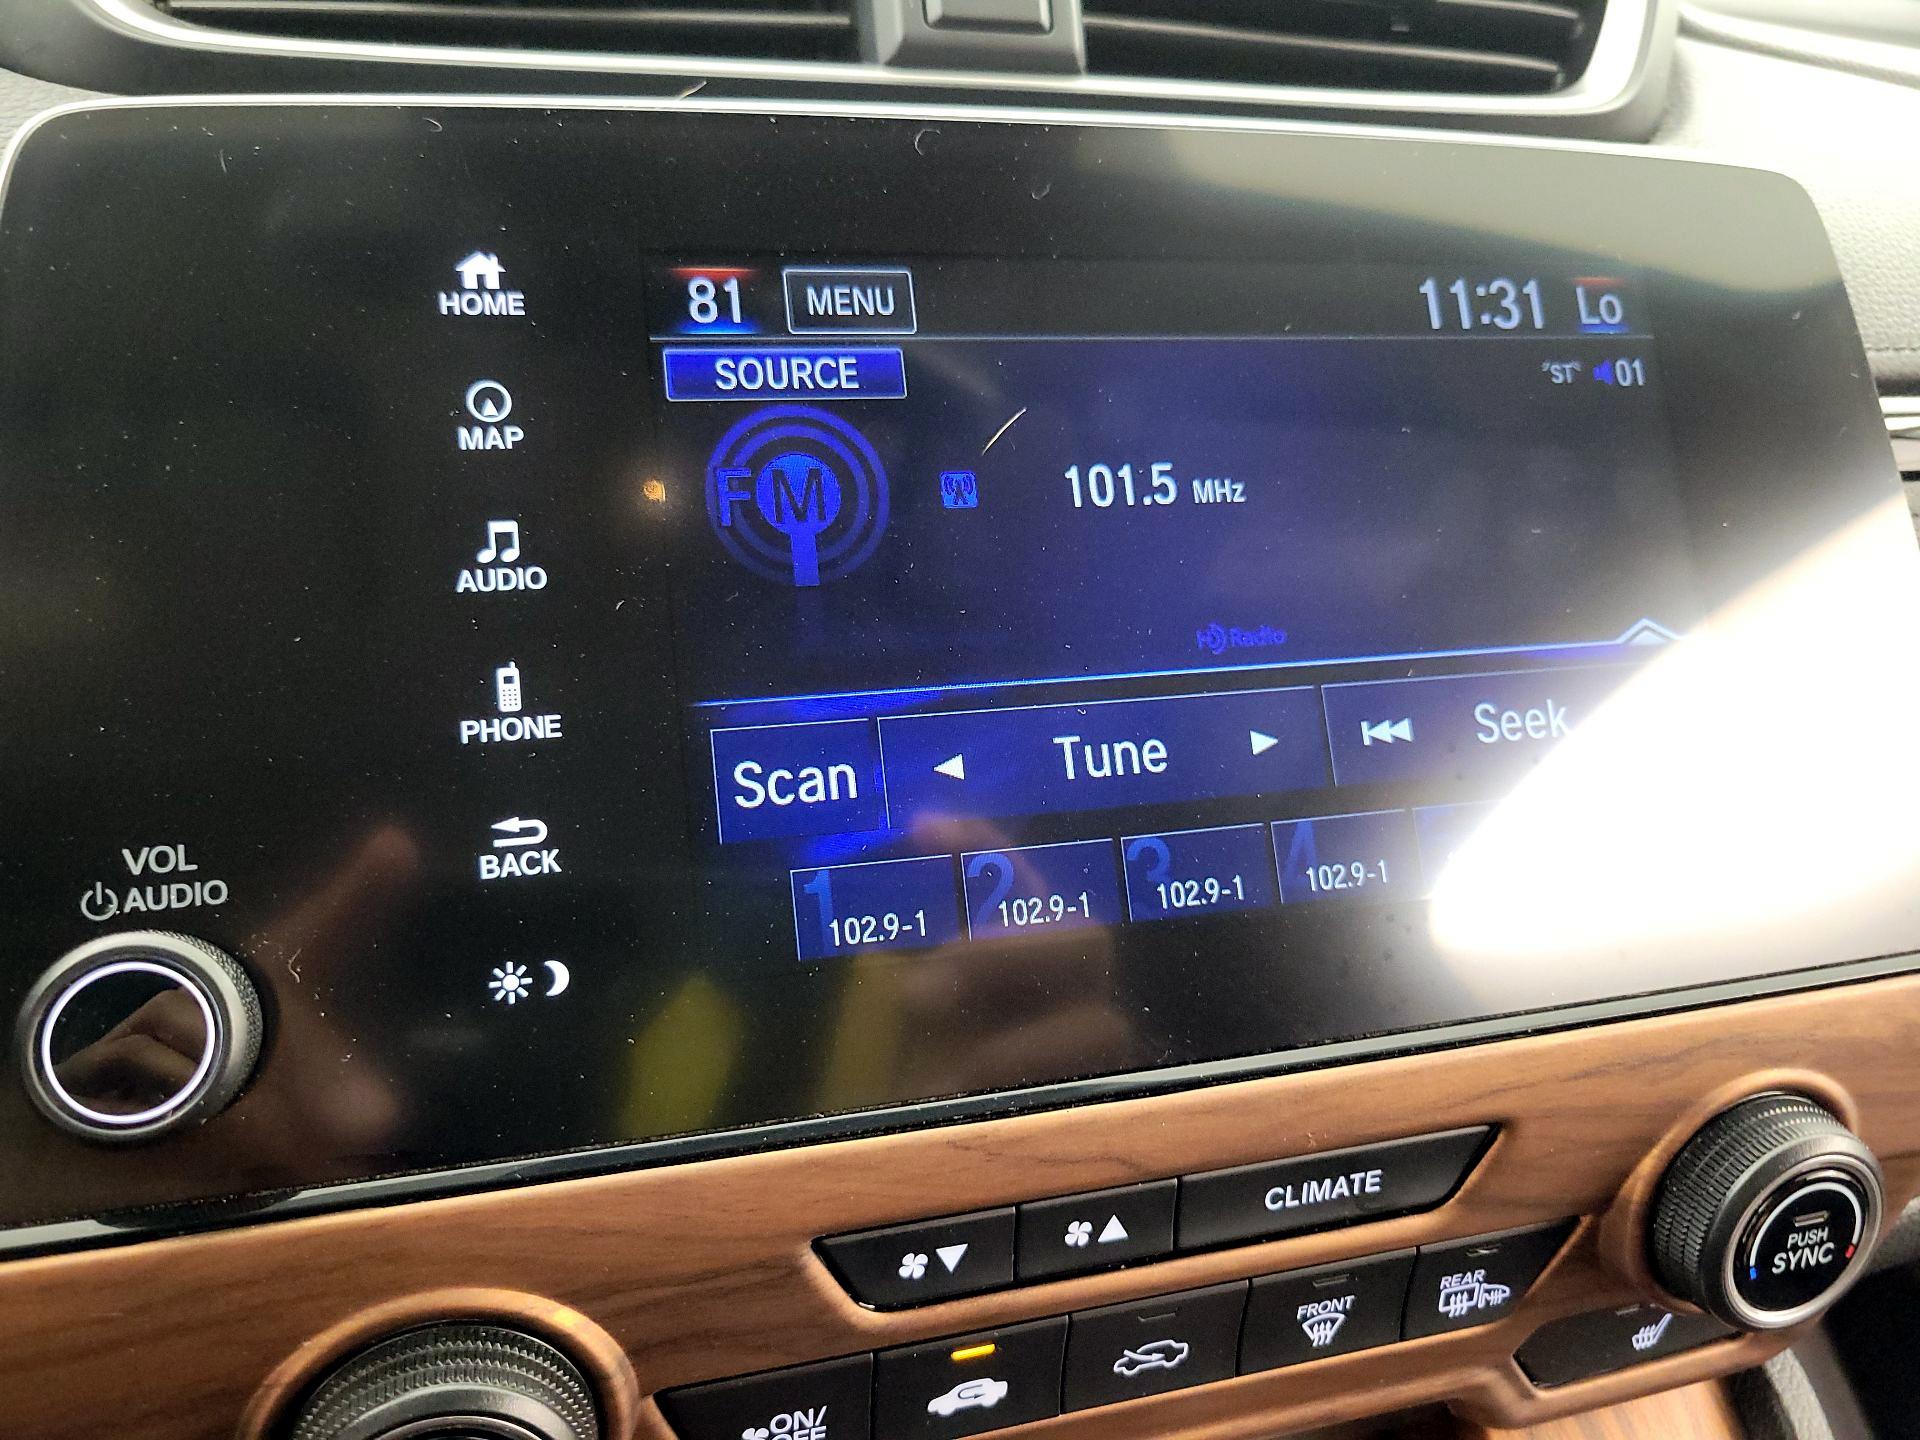 81 MENU 11:31 Lo
SOURCE "ST" 01
FM 101.5 MHz
HD Radio
Scan Tune Seek
1 102.9-1 2 102.9-1 3 102.9-1 4 102.9-1
HOME
MAP
AUDIO
PHONE
BACK
VOL
AUDIO
CLIMATE
PUSH
SYNC
FRONT
REAR
ON/
OFF